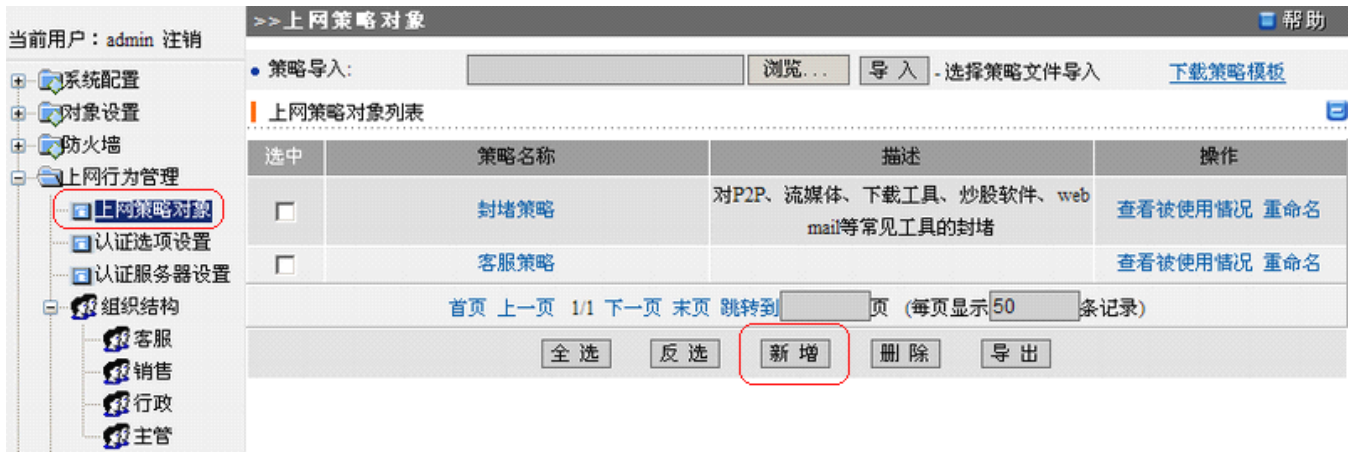 当前用户：admin 注销
系统配置
对象设置
防火墙
上网行为管理
上网策略对象
认证选项设置
认证服务器设置
组织结构
客服
销售
行政
主管
>>上网策略对象 帮助
策略导入: 浏览... 导 入 - 选择策略文件导入 下载策略模板
上网策略对象列表
选中 策略名称 描述 操作
封堵策略 对P2P、流媒体、下载工具、炒股软件、web 查看被使用情况 重命名
mail等常见工具的封堵
客服策略 查看被使用情况 重命名
首页 上一页 1/1 下一页 末页 跳转到 页 (每页显示50 条记录)
全 选 反 选 新 增 删 除 导 出